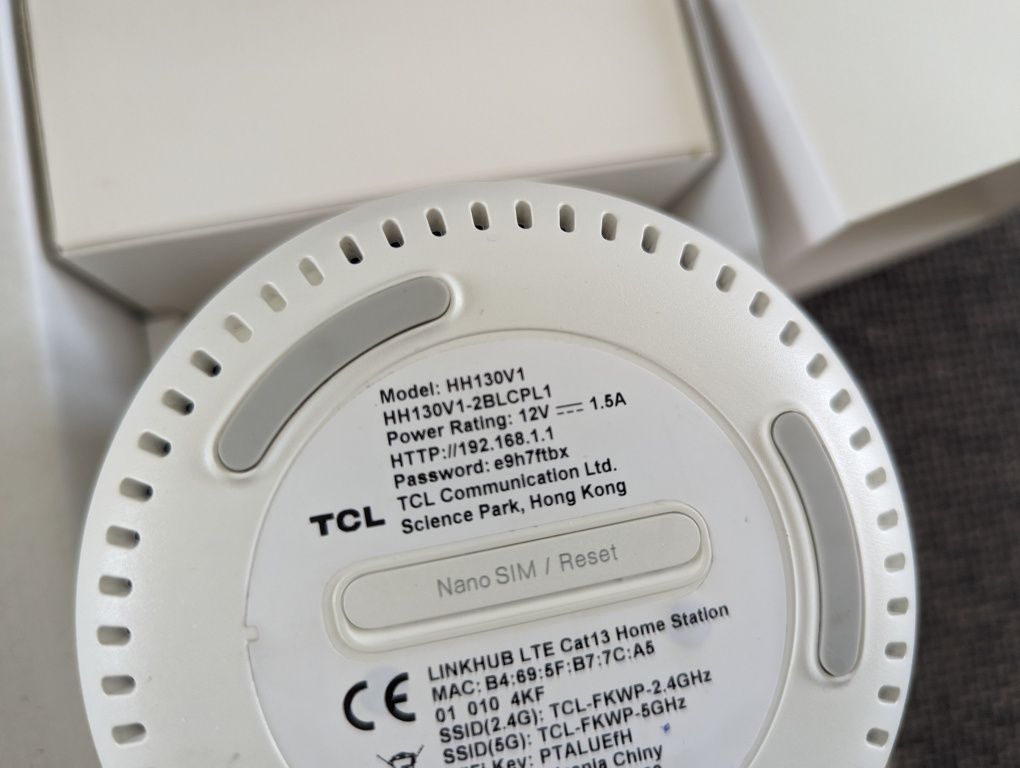 Model: HH130V1
HH130V1-2BLCPL1
Power Rating: 12V ⎓ 1.5A
HTTP://192.168.1.1
Password: e9h7ftbx
TCL Communication Ltd.
Science Park, Hong Kong
TCL
Nano SIM / Reset
LINKHUB LTE Cat13 Home Station
MAC: B4:69:5F:B7:7C:A5
01 010 4KF
SSID(2.4G): TCL-FKWP-2.4GHz
SSID(5G): TCL-FKWP-5GHz
Key: PTALUEfH
Chiny
CE